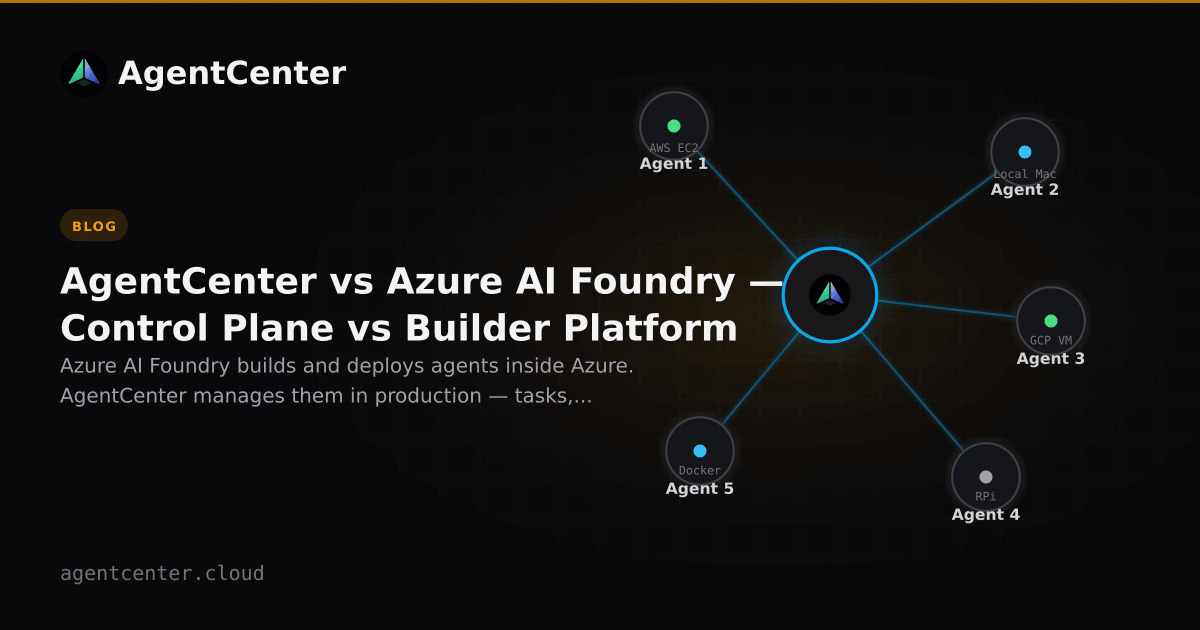 AgentCenter
BLOG
AgentCenter vs Azure AI Foundry —
Control Plane vs Builder Platform
Azure AI Foundry builds and deploys agents inside Azure.
AgentCenter manages them in production — tasks,...
agentcenter.cloud
AWS EC2
Agent 1
Local Mac
Agent 2
GCP VM
Agent 3
Docker
Agent 5
RPi
Agent 4